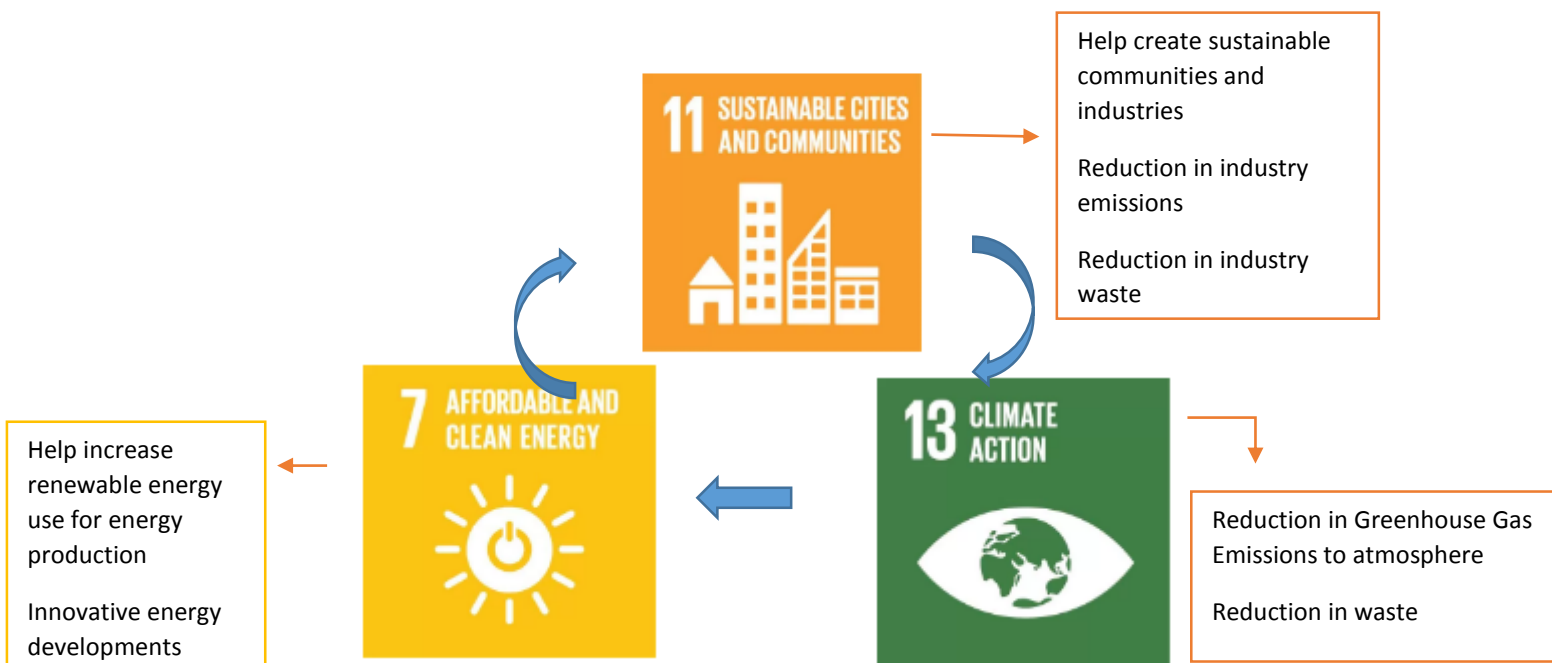 Help create sustainable
communities and
industries
Reduction in industry
emissions
Reduction in industry
waste
11 SUSTAINABLE CITIES
AND COMMUNITIES
7 AFFORDABLE AND
CLEAN ENERGY
13 CLIMATE
ACTION
Help increase
renewable energy
use for energy
production
Innovative energy
developments
Reduction in Greenhouse Gas
Emissions to atmosphere
Reduction in waste